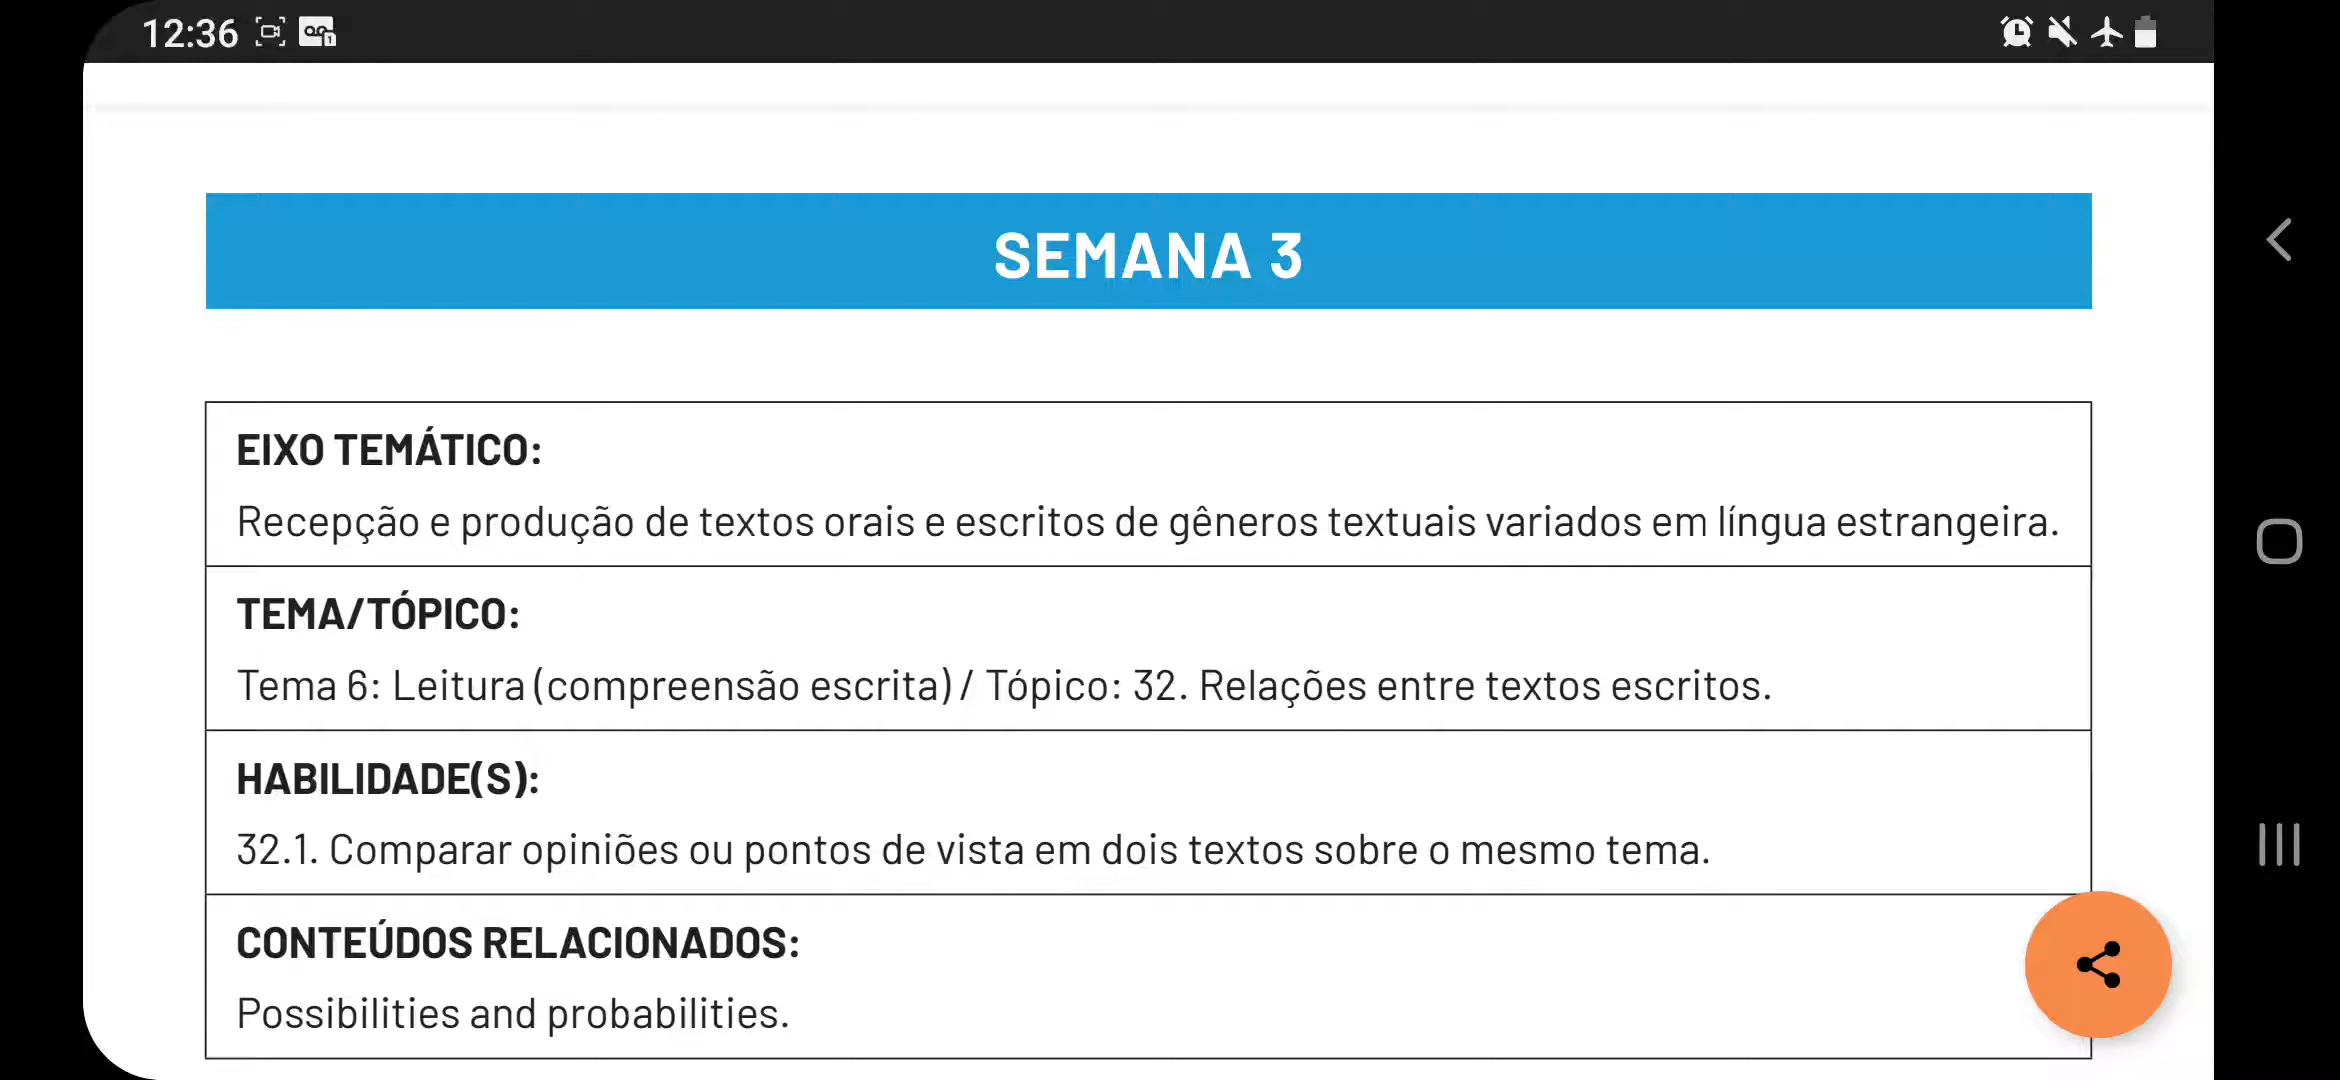 12:36
SEMANA 3
EIXO TEMÁTICO:
Recepção e produção de textos orais e escritos de gêneros textuais variados em língua estrangeira.
TEMA/TÓPICO:
Tema 6: Leitura (compreensão escrita) / Tópico: 32. Relações entre textos escritos.
HABILIDADE(S):
32.1. Comparar opiniões ou pontos de vista em dois textos sobre o mesmo tema.
CONTEÚDOS RELACIONADOS:
Possibilities and probabilities.